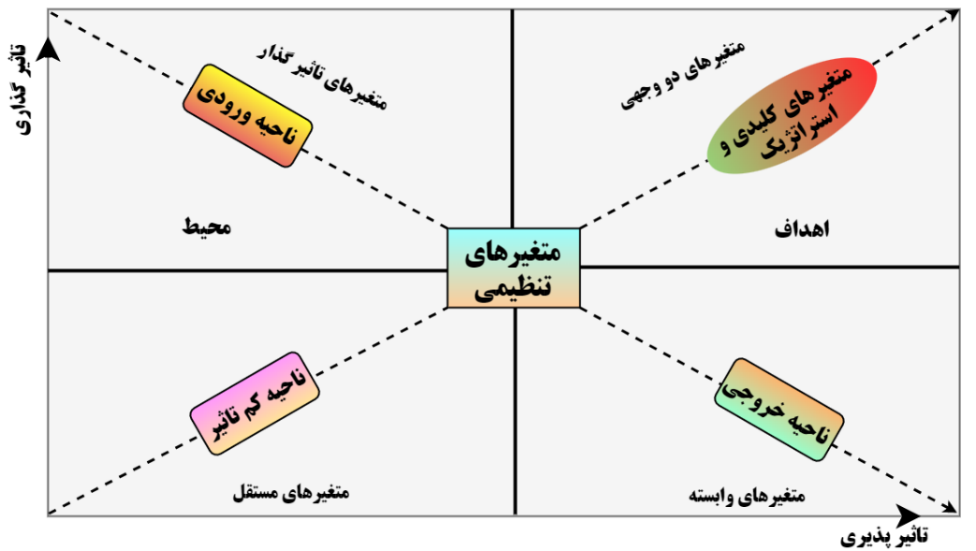 تاثیر گذاری
متغیرهای دو وجهی
متغیرهای کلیدی و
استراتژیک
اهداف
متغیرهای تاثیر گذار
ناحیه ورودی
محیط
متغیرهای
تنظیمی
ناحیه خروجی
متغیرهای وابسته
ناحیه کم تاثیر
متغیرهای مستقل
تاثیر پذیری